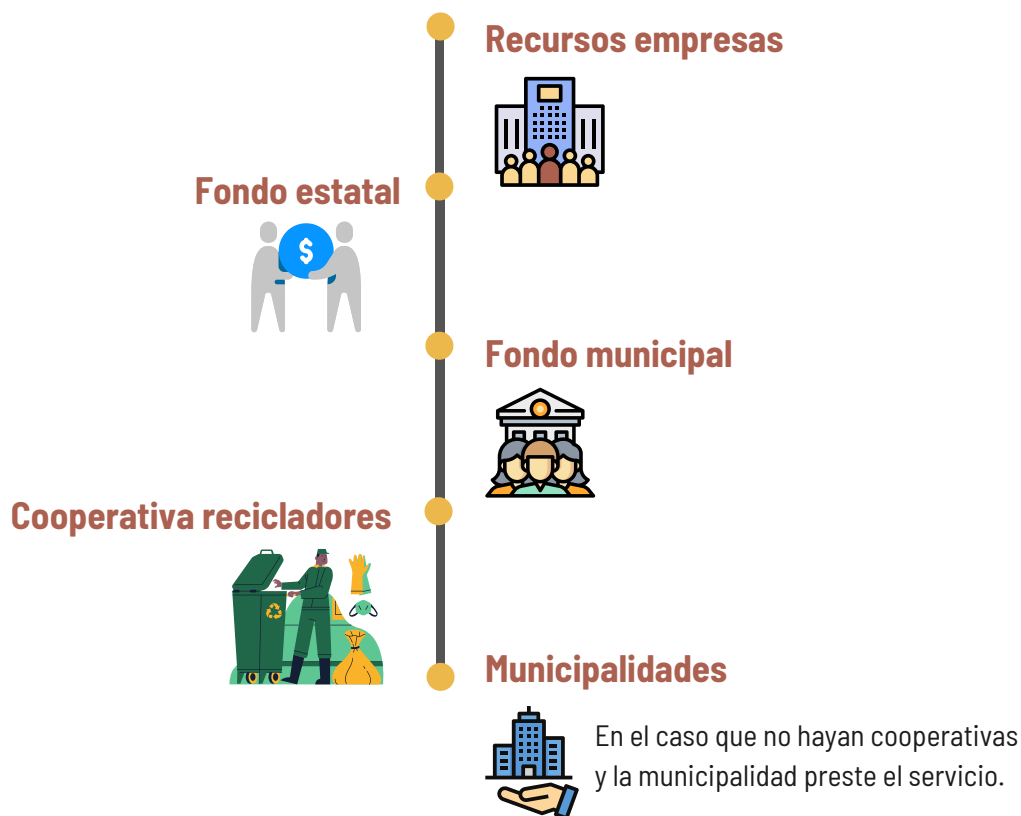 Recursos empresas
Fondo estatal
$
Fondo municipal
Cooperativa recicladores
Municipalidades
En el caso que no hayan cooperativas
y la municipalidad preste el servicio.